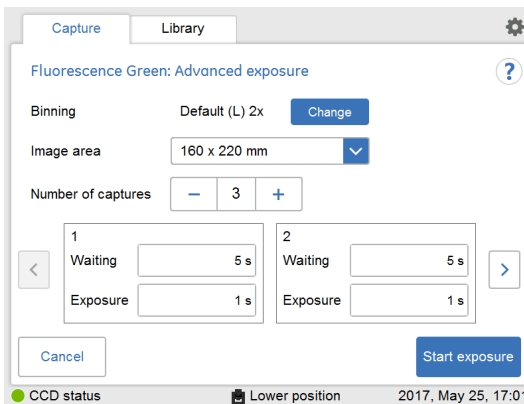 Capture Library
Fluorescence Green: Advanced exposure ?
Binning Default (L) 2x Change
Image area 160 x 220 mm
Number of captures − 3 +
1 2
Waiting 5 s Waiting 5 s
< >
Exposure 1 s Exposure 1 s
Cancel Start exposure
CCD status Lower position 2017, May 25, 17:01